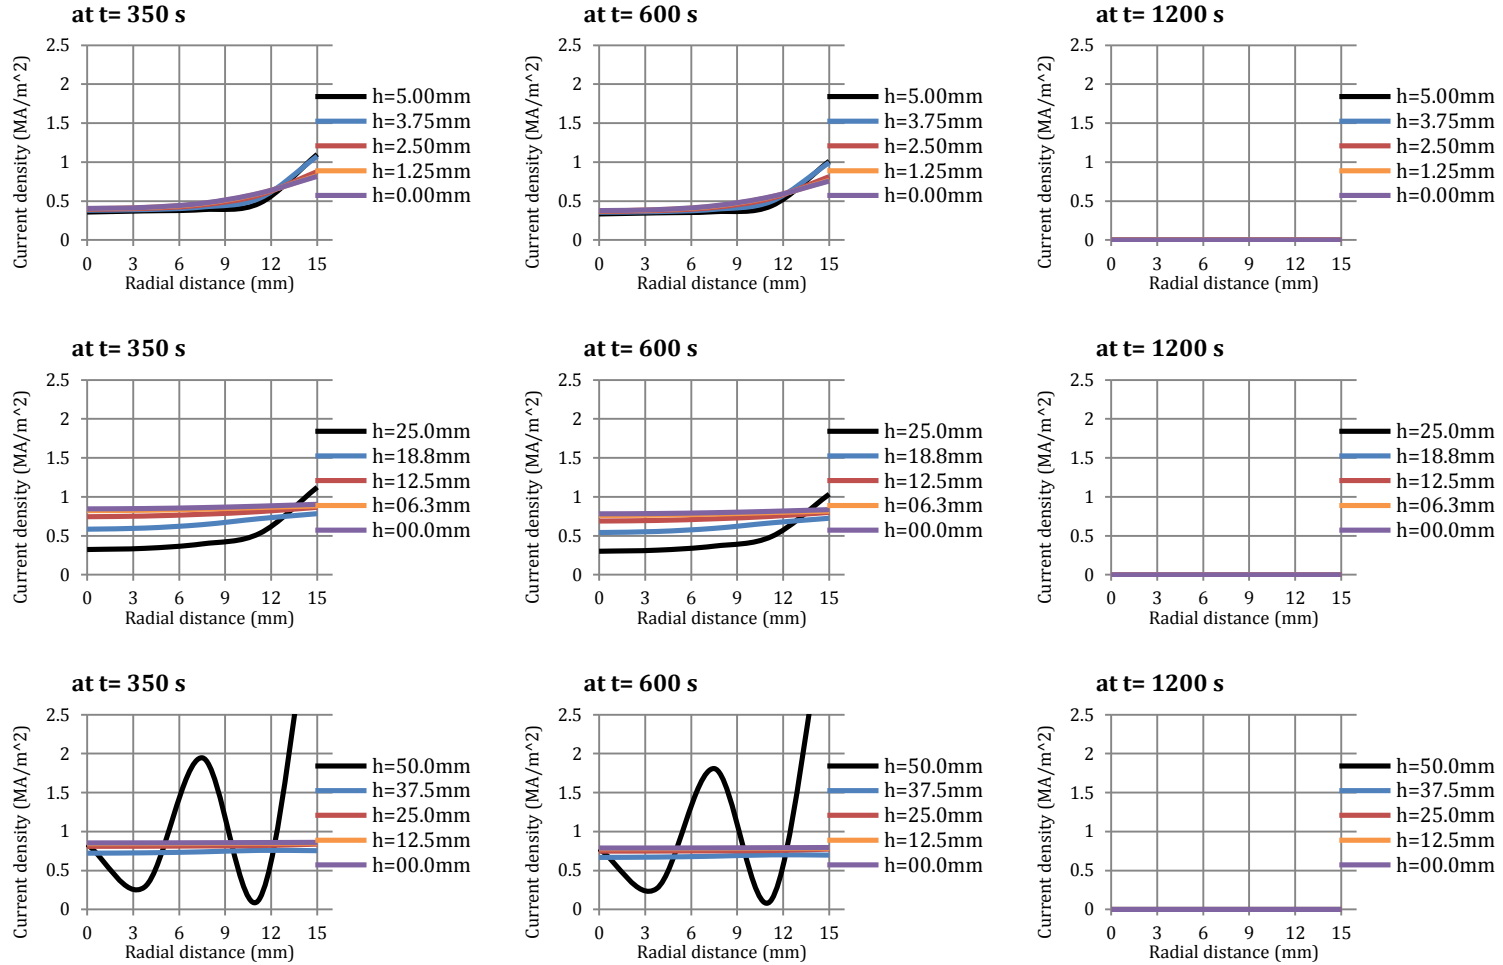 at t= 350 s
Current density (MA/m^2)
2.5
2
1.5
1
0.5
0
0 3 6 9 12 15
Radial distance (mm)
h=5.00mm
h=3.75mm
h=2.50mm
h=1.25mm
h=0.00mm
at t= 600 s
Current density (MA/m^2)
2.5
2
1.5
1
0.5
0
0 3 6 9 12 15
Radial distance (mm)
h=5.00mm
h=3.75mm
h=2.50mm
h=1.25mm
h=0.00mm
at t= 1200 s
Current density (MA/m^2)
2.5
2
1.5
1
0.5
0
0 3 6 9 12 15
Radial distance (mm)
h=5.00mm
h=3.75mm
h=2.50mm
h=1.25mm
h=0.00mm
at t= 350 s
Current density (MA/m^2)
2.5
2
1.5
1
0.5
0
0 3 6 9 12 15
Radial distance (mm)
h=25.0mm
h=18.8mm
h=12.5mm
h=06.3mm
h=00.0mm
at t= 600 s
Current density (MA/m^2)
2.5
2
1.5
1
0.5
0
0 3 6 9 12 15
Radial distance (mm)
h=25.0mm
h=18.8mm
h=12.5mm
h=06.3mm
h=00.0mm
at t= 1200 s
Current density (MA/m^2)
2.5
2
1.5
1
0.5
0
0 3 6 9 12 15
Radial distance (mm)
h=25.0mm
h=18.8mm
h=12.5mm
h=06.3mm
h=00.0mm
at t= 350 s
Current density (MA/m^2)
2.5
2
1.5
1
0.5
0
0 3 6 9 12 15
Radial distance (mm)
h=50.0mm
h=37.5mm
h=25.0mm
h=12.5mm
h=00.0mm
at t= 600 s
Current density (MA/m^2)
2.5
2
1.5
1
0.5
0
0 3 6 9 12 15
Radial distance (mm)
h=50.0mm
h=37.5mm
h=25.0mm
h=12.5mm
h=00.0mm
at t= 1200 s
Current density (MA/m^2)
2.5
2
1.5
1
0.5
0
0 3 6 9 12 15
Radial distance (mm)
h=50.0mm
h=37.5mm
h=25.0mm
h=12.5mm
h=00.0mm